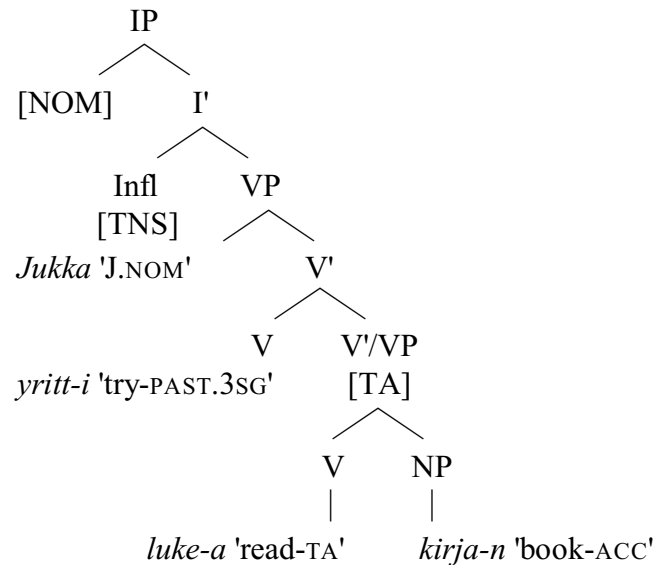 IP
[NOM] I'
Infl VP
[TNS]
Jukka 'J.NOM' V'
V V'/VP
yritt-i 'try-PAST.3SG' [TA]
V NP
luke-a 'read-TA' kirja-n 'book-ACC'